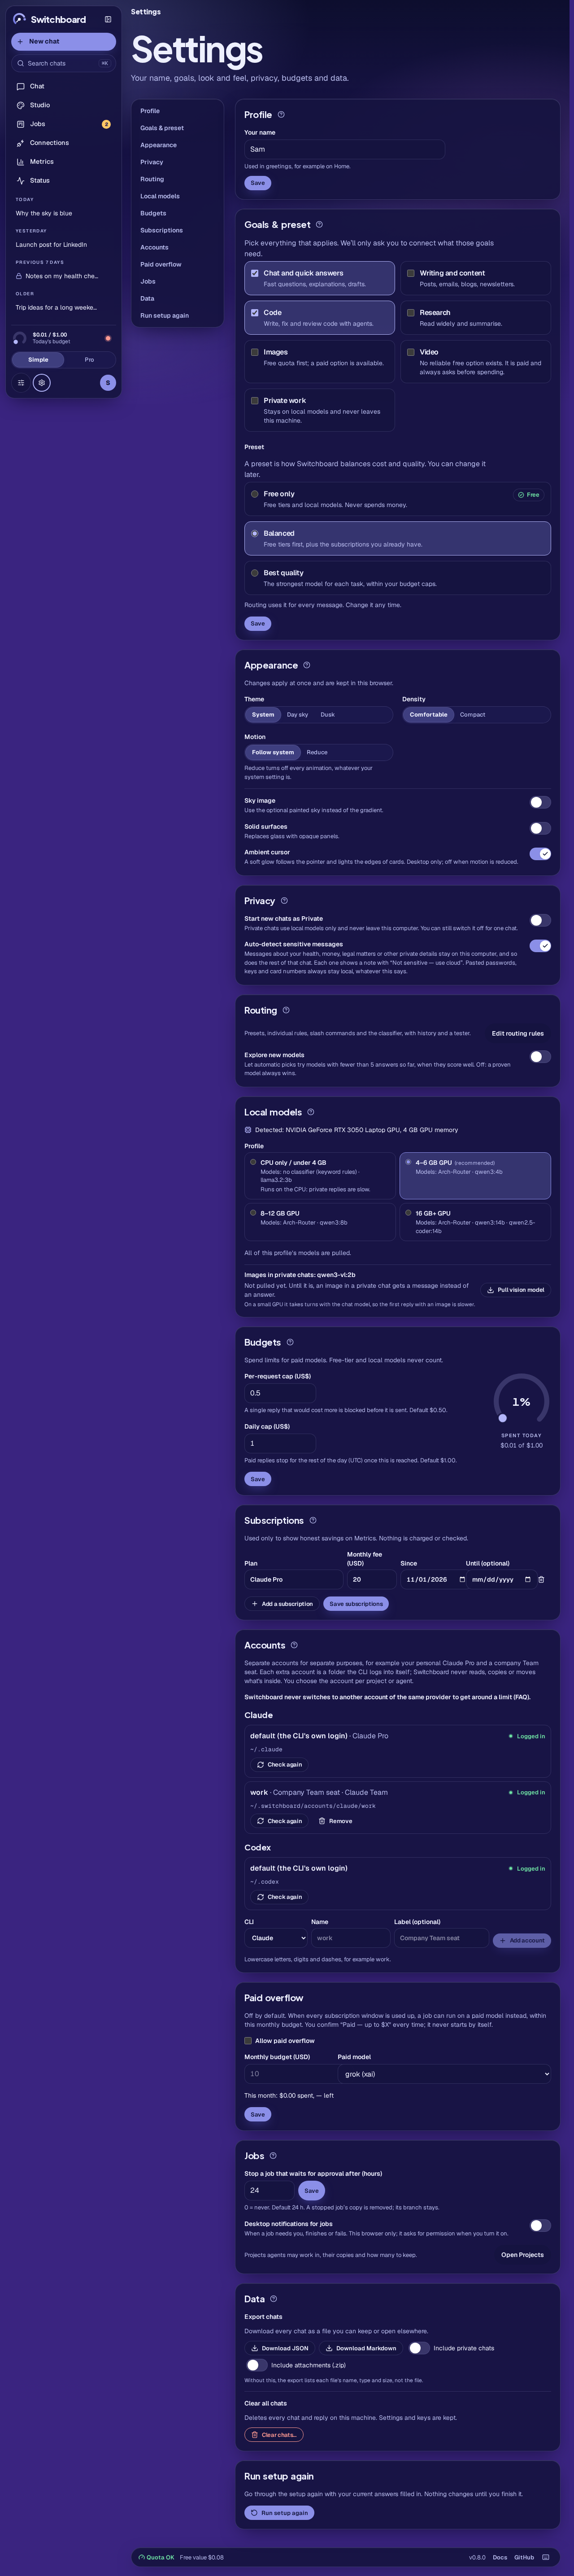 Switchboard
New chat
Search chats
⌘K
Chat
Studio
Jobs
2
Connections
Metrics
Status
TODAY
Why the sky is blue
YESTERDAY
Launch post for LinkedIn
PREVIOUS 7 DAYS
Notes on my health che...
OLDER
Trip ideas for a long weeke...
$0.01 / $1.00
Today's budget
Simple
Pro
S
Settings
Settings
Your name, goals, look and feel, privacy, budgets and data.
Profile
Goals & preset
Appearance
Privacy
Routing
Local models
Budgets
Subscriptions
Accounts
Paid overflow
Jobs
Data
Run setup again
Profile
Your name
Sam
Used in greetings, for example on Home.
Save
Goals & preset
Pick everything that applies. We'll only ask you to connect what those goals
need.
Chat and quick answers
Fast questions, explanations, drafts.
Writing and content
Posts, emails, blogs, newsletters.
Code
Write, fix and review code with agents.
Research
Read widely and summarise.
Images
Free quota first; a paid option is available.
Video
No reliable free option exists. It is paid and
always asks before spending.
Private work
Stays on local models and never leaves
this machine.
Preset
A preset is how Switchboard balances cost and quality. You can change it
later.
Free only
Free tiers and local models. Never spends money.
Free
Balanced
Free tiers first, plus the subscriptions you already have.
Best quality
The strongest model for each task, within your budget caps.
Routing uses it for every message. Change it any time.
Save
Appearance
Changes apply at once and are kept in this browser.
Theme
System
Day sky
Dusk
Density
Comfortable
Compact
Motion
Follow system
Reduce
Reduce turns off every animation, whatever your
system setting is.
Sky image
Use the optional painted sky instead of the gradient.
Solid surfaces
Replaces glass with opaque panels.
Ambient cursor
A soft glow follows the pointer and lights the edges of cards. Desktop only; off when motion is reduced.
Privacy
Start new chats as Private
Private chats use local models only and never leave this computer. You can still switch it off for one chat.
Auto-detect sensitive messages
Messages about your health, money, legal matters or other private details stay on this computer, and so
does the rest of that chat. Each one shows a note with "Not sensitive — use cloud". Pasted passwords,
keys and card numbers always stay local, whatever this says.
Routing
Presets, individual rules, slash commands and the classifier, with history and a tester.
Edit routing rules
Explore new models
Let automatic picks try models with fewer than 5 answers so far, when they score well. Off: a proven
model always wins.
Local models
Detected: NVIDIA GeForce RTX 3050 Laptop GPU, 4 GB GPU memory
Profile
CPU only / under 4 GB
Models: no classifier (keyword rules) ·
llama3.2:3b
Runs on the CPU: private replies are slow.
4–6 GB GPU (recommended)
Models: Arch-Router · qwen3:4b
8–12 GB GPU
Models: Arch-Router · qwen3:8b
16 GB+ GPU
Models: Arch-Router · qwen3:14b · qwen2.5-
coder:14b
All of this profile's models are pulled.
Images in private chats: qwen3-vl:2b
Not pulled yet. Until it is, an image in a private chat gets a message instead of
an answer.
On a small GPU it takes turns with the chat model, so the first reply with an image is slower.
Pull vision model
Budgets
Spend limits for paid models. Free-tier and local models never count.
Per-request cap (US$)
0.5
A single reply that would cost more is blocked before it is sent. Default $0.50.
Daily cap (US$)
1
Paid replies stop for the rest of the day (UTC) once this is reached. Default $1.00.
Save
1%
SPENT TODAY
$0.01 of $1.00
Subscriptions
Used only to show honest savings on Metrics. Nothing is charged or checked.
Plan
Monthly fee
(USD)
Since
Until (optional)
Claude Pro
20
11/01/2026
mm/dd/yyyy
Add a subscription
Save subscriptions
Accounts
Separate accounts for separate purposes, for example your personal Claude Pro and a company Team
seat. Each extra account is a folder the CLI logs into itself; Switchboard never reads, copies or moves
what's inside. You choose the account per project or agent.
Switchboard never switches to another account of the same provider to get around a limit (FAQ).
Claude
default (the CLI's own login) · Claude Pro
Logged in
~/.claude
Check again
work · Company Team seat · Claude Team
Logged in
~/.switchboard/accounts/claude/work
Check again
Remove
Codex
default (the CLI's own login)
Logged in
~/.codex
Check again
CLI
Name
Label (optional)
Claude
work
Company Team seat
Add account
Lowercase letters, digits and dashes, for example work.
Paid overflow
Off by default. When every subscription window is used up, a job can run on a paid model instead, within
this monthly budget. You confirm "Paid — up to $X" every time; it never starts by itself.
Allow paid overflow
Monthly budget (USD)
Paid model
10
grok (xai)
This month: $0.00 spent, — left
Save
Jobs
Stop a job that waits for approval after (hours)
24
Save
0 = never. Default 24 h. A stopped job's copy is removed; its branch stays.
Desktop notifications for jobs
When a job needs you, finishes or fails. This browser only; it asks for permission when you turn it on.
Projects agents may work in, their copies and how many to keep.
Open Projects
Data
Export chats
Download every chat as a file you can keep or open elsewhere.
Download JSON
Download Markdown
Include private chats
Include attachments (.zip)
Without this, the export lists each file's name, type and size, not the file.
Clear all chats
Deletes every chat and reply on this machine. Settings and keys are kept.
Clear chats...
Run setup again
Go through the setup again with your current answers filled in. Nothing changes until you finish it.
Run setup again
Quota OK
Free value $0.08
v0.8.0
Docs
GitHub